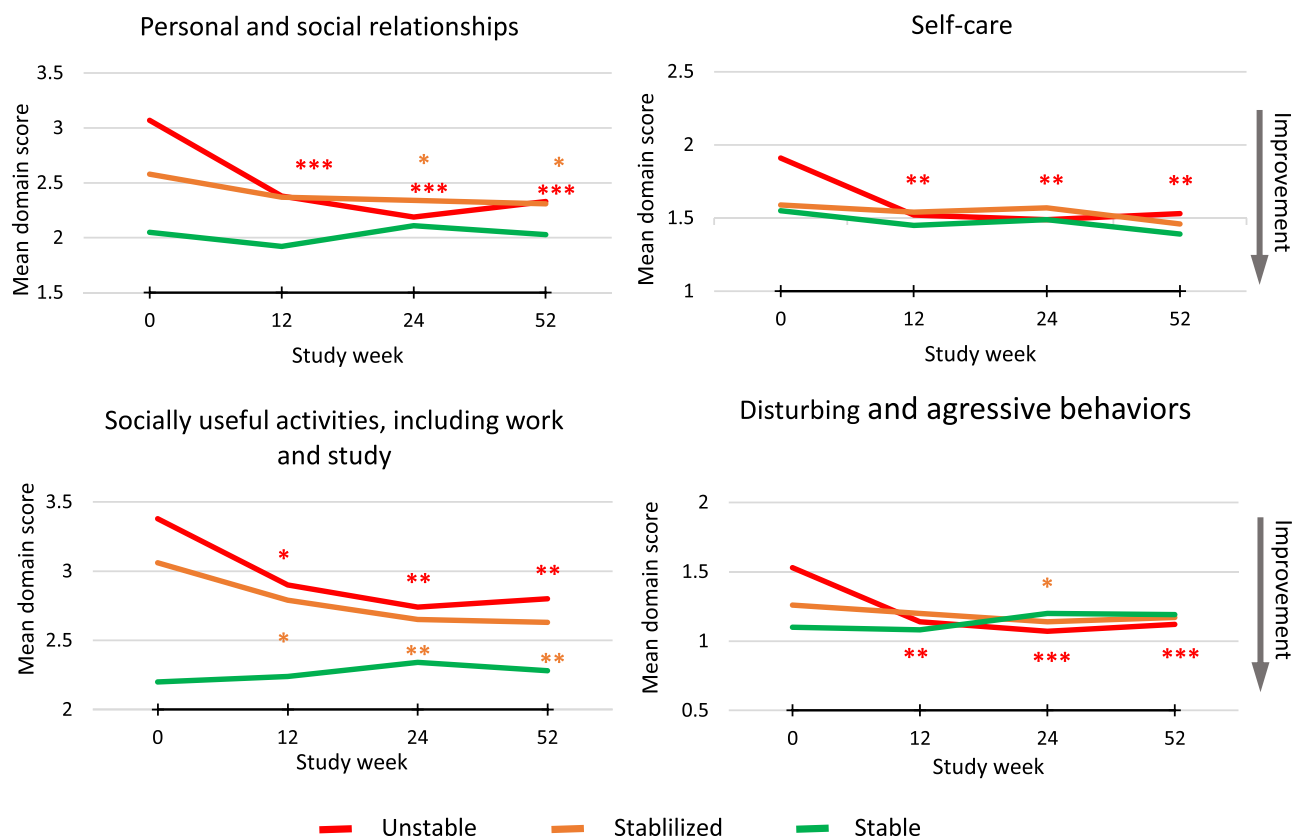 Personal and social relationships
Mean domain score
3.5
3
2.5
2
1.5
***
*
***
*
***
0 12 24 52
Study week
Self-care
Mean domain score
2.5
2
1.5
1
**
**
**
0 12 24 52
Study week
Improvement
Socially useful activities, including work
and study
Mean domain score
3.5
3
2.5
2
*
**
**
*
**
**
0 12 24 52
Study week
Disturbing and agressive behaviors
Mean domain score
2
1.5
1
0.5
*
**
***
***
0 12 24 52
Study week
Improvement
Unstable Stablilized Stable